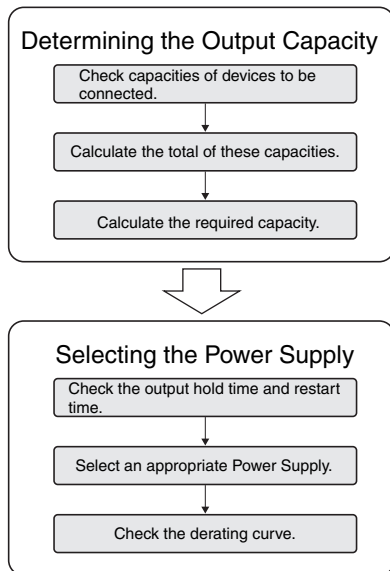 Determining the Output Capacity
Check capacities of devices to be
connected.
Calculate the total of these capacities.
Calculate the required capacity.
Selecting the Power Supply
Check the output hold time and restart
time.
Select an appropriate Power Supply.
Check the derating curve.